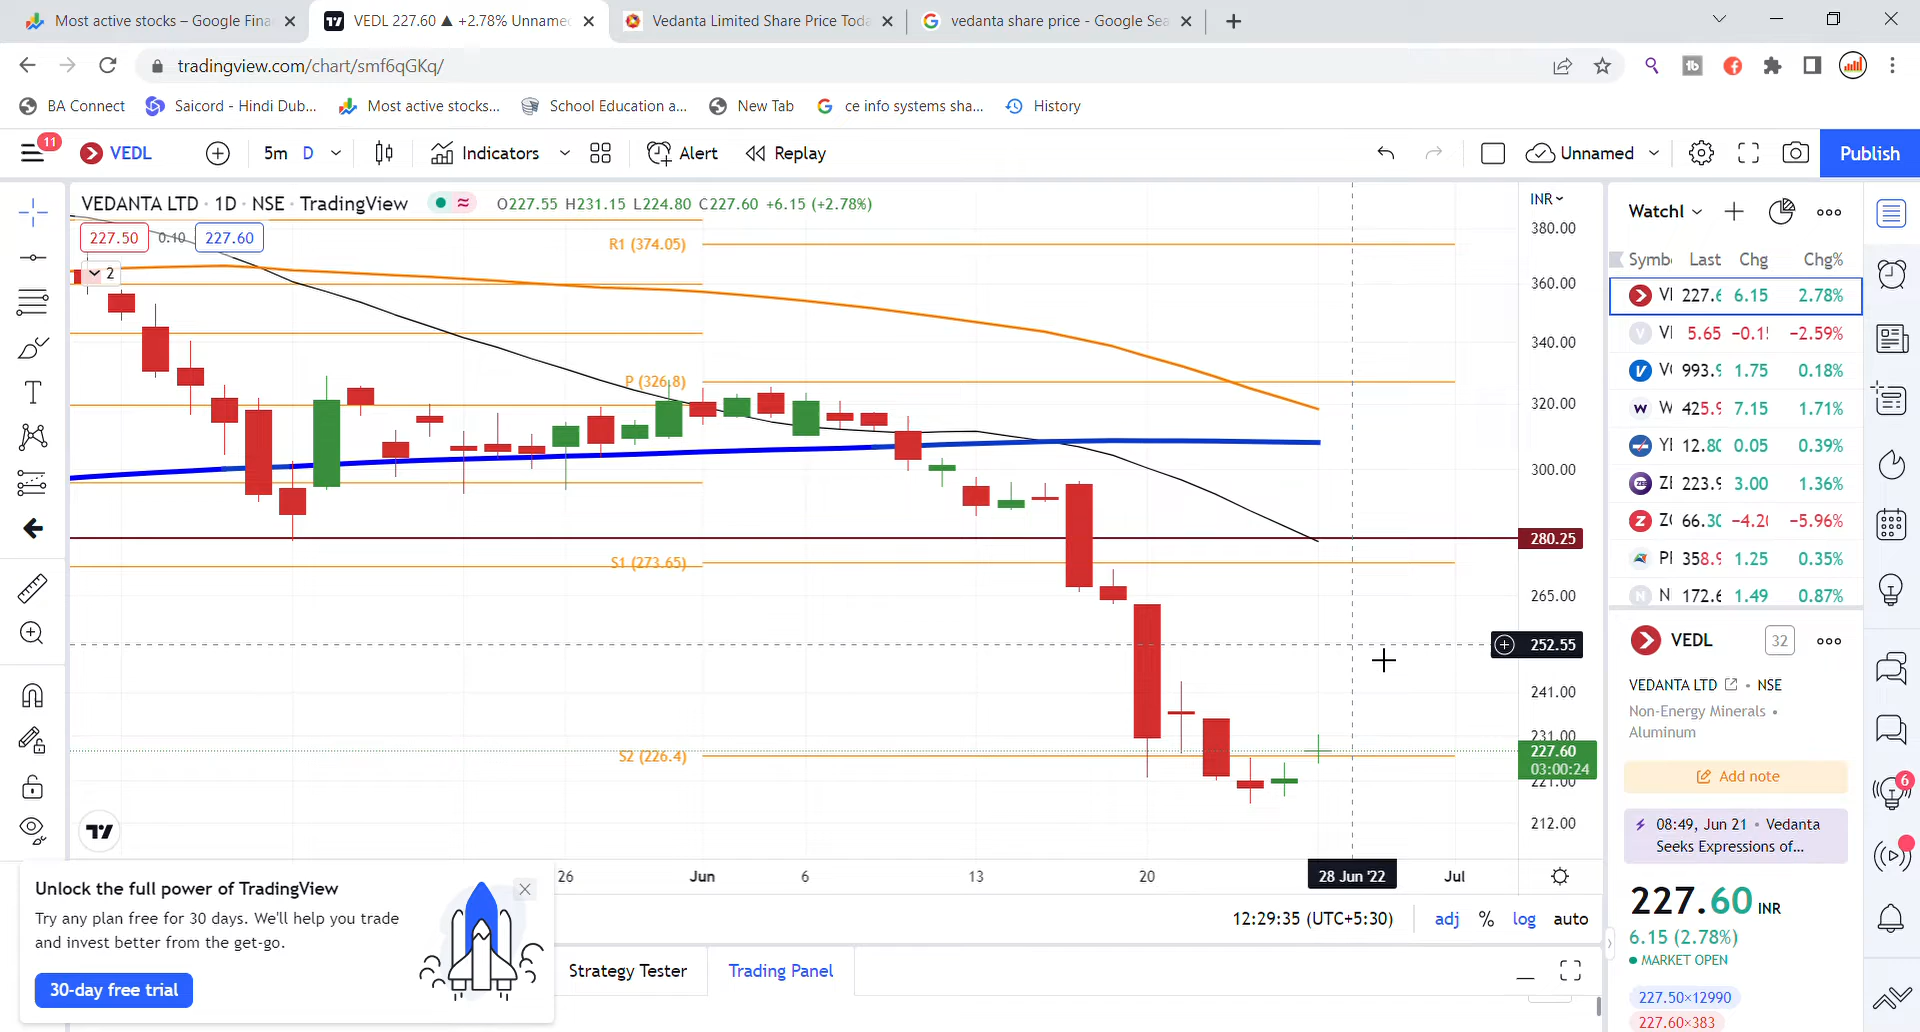 Most active stocks – Google Fina
VEDL 227.60 ▲ +2.78% Unname
Vedanta Limited Share Price Toda
vedanta share price - Google Sea
tradingview.com/chart/smf6qGKq/
BA Connect
Saicord - Hindi Dub...
Most active stocks...
School Education a...
New Tab
ce info systems sha...
History
11
VEDL
5m D
Indicators
Alert
Replay
Unnamed
Publish
VEDANTA LTD · 1D · NSE · TradingView
O227.55 H231.15 L224.80 C227.60 +6.15 (+2.78%)
227.50 0.10 227.60
2
R1 (374.05)
P (326.8)
S1 (273.65)
S2 (226.4)
INR
380.00
360.00
340.00
320.00
300.00
280.25
265.00
252.55
241.00
231.00
227.60
03:00:24
221.00
212.00
26 Jun 6 13 20 28 Jun '22 Jul
12:29:35 (UTC+5:30)
adj % log auto
Unlock the full power of TradingView
Try any plan free for 30 days. We'll help you trade
and invest better from the get-go.
30-day free trial
Strategy Tester
Trading Panel
Watchl
Symb Last Chg Chg%
227.6 6.15 2.78%
5.65 −0.1 −2.59%
993.9 1.75 0.18%
425.9 7.15 1.71%
12.80 0.05 0.39%
223.9 3.00 1.36%
66.30 −4.20 −5.96%
358.9 1.25 0.35%
172.6 1.49 0.87%
VEDL
32
VEDANTA LTD • NSE
Non-Energy Minerals •
Aluminum
Add note
08:49, Jun 21 • Vedanta
Seeks Expressions of...
227.60 INR
6.15 (2.78%)
MARKET OPEN
227.50×12990
227.60×383
6